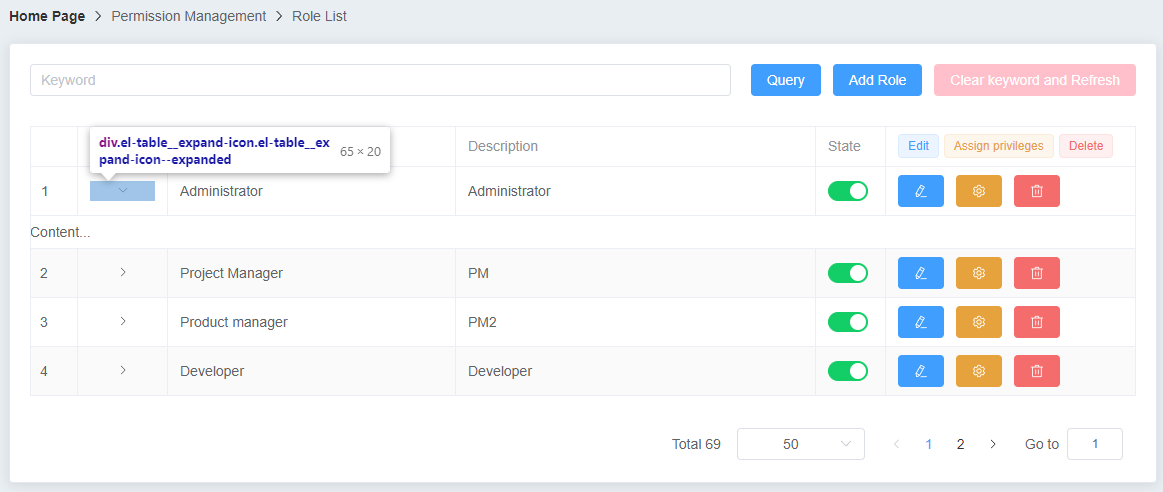 Home Page > Permission Management > Role List
Keyword
Query
Add Role
Clear keyword and Refresh
div.el-table__expand-icon.el-table__ex
pand-icon--expanded
65 × 20
Description State Edit Assign privileges Delete
1 Administrator Administrator
Content...
2 Project Manager PM
3 Product manager PM2
4 Developer Developer
Total 69 50 1 2 Go to 1